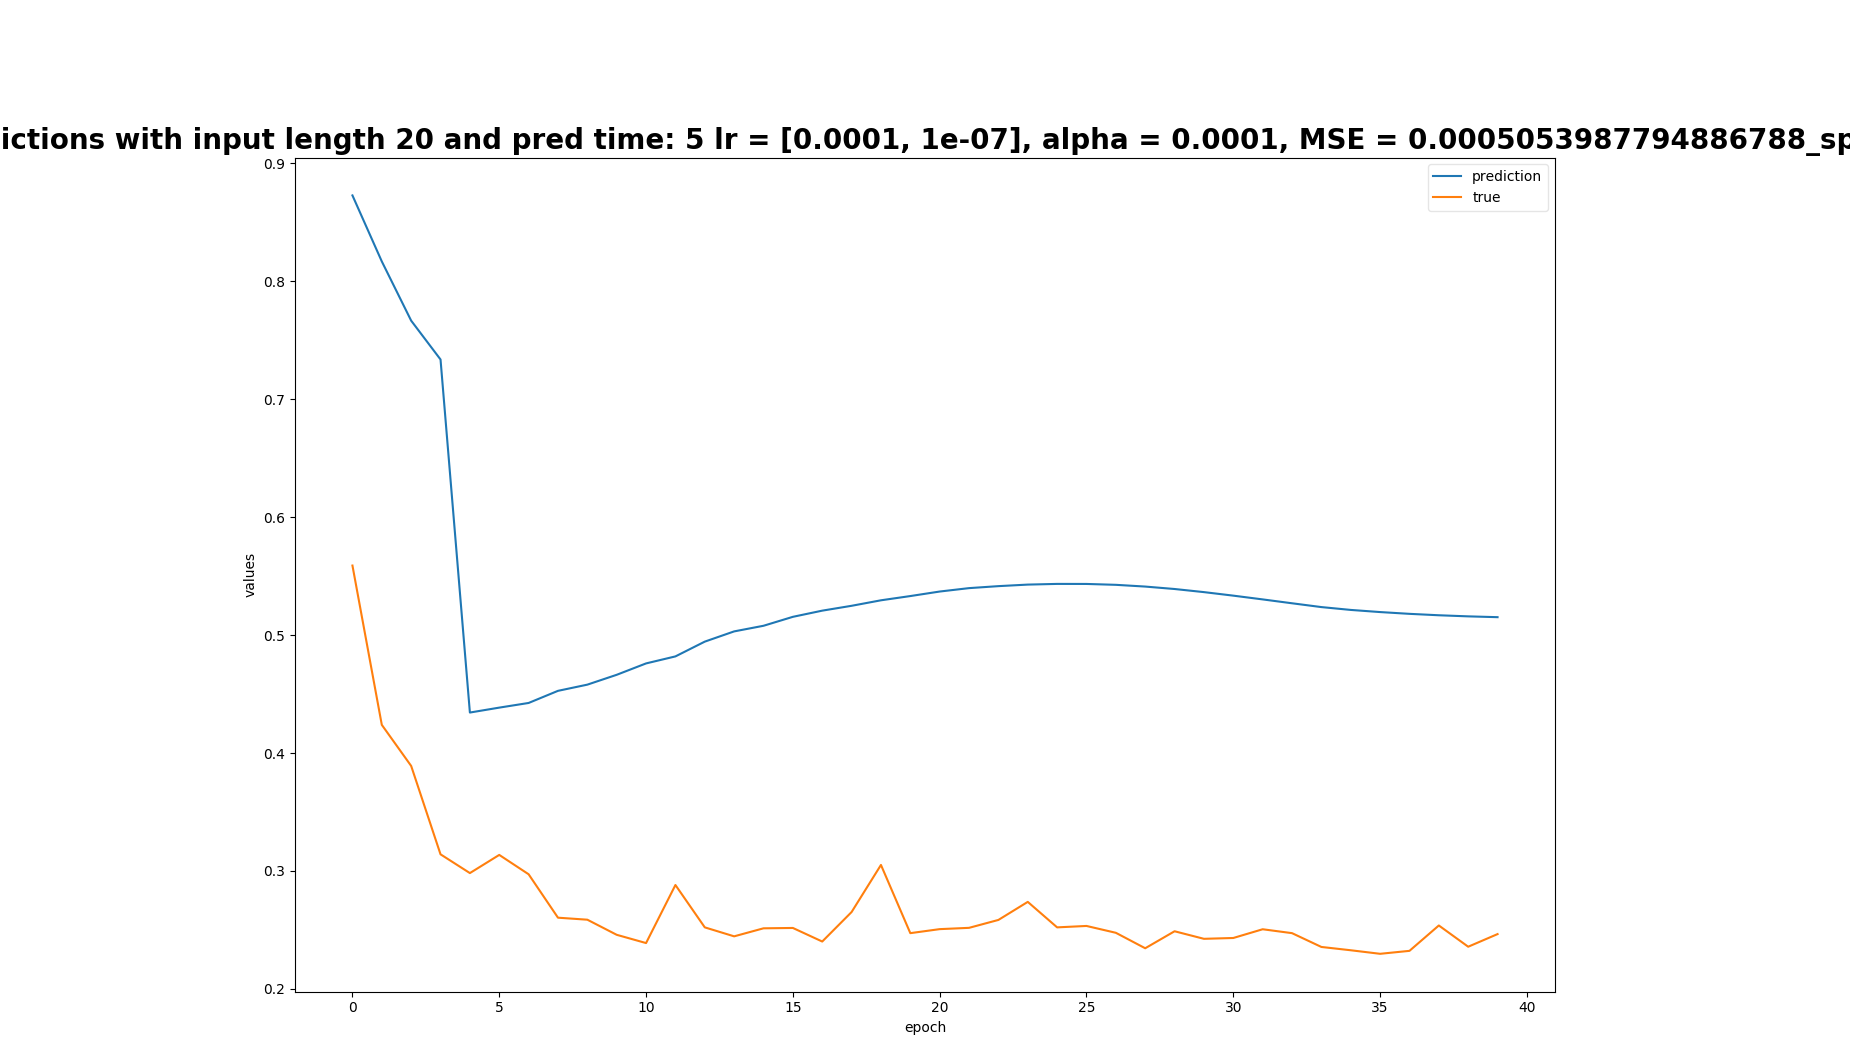 ictions with input length 20 and pred time: 5 lr = [0.0001, 1e-07], alpha = 0.0001, MSE = 0.0005053987794886788_sp
prediction
true
0.9
0.8
0.7
0.6
0.5
0.4
0.3
0.2
values
0 5 10 15 20 25 30 35 40
epoch